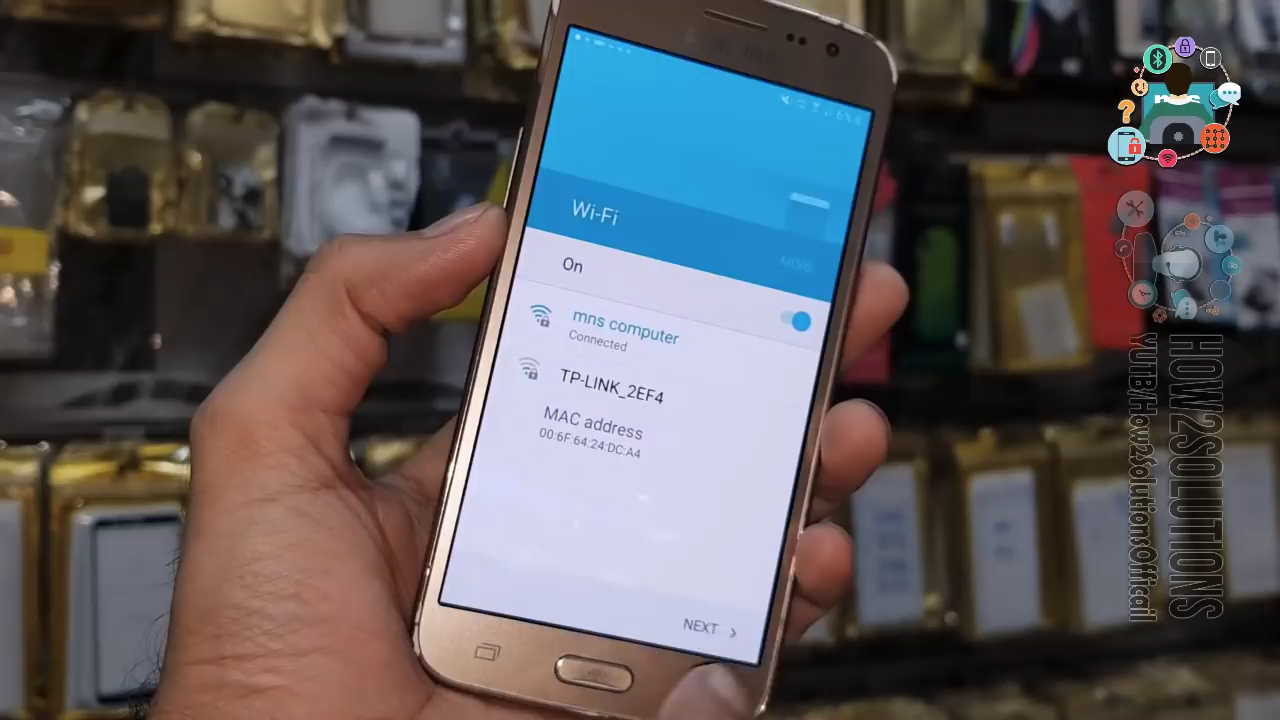 Wi-Fi
MORE
On
mns computer
Connected
TP-LINK_2EF4
MAC address
00:6F:64:24:DC:A4
NEXT
HOW2SOLUTIONS
YUTB/How2SolutionsOfficail